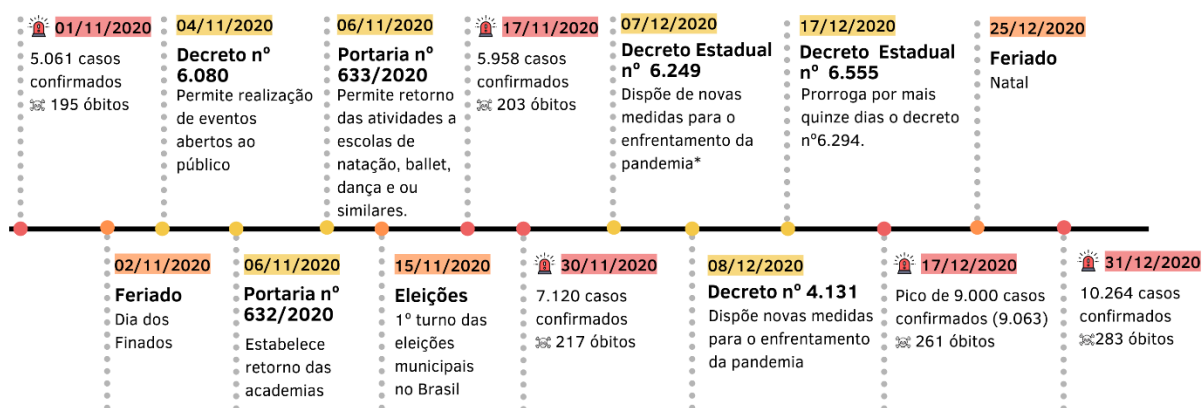 01/11/2020
5.061 casos
confirmados
195 óbitos
04/11/2020
Decreto nº
6.080
Permite realização
de eventos
abertos ao
público
06/11/2020
Portaria nº
633/2020
Permite retorno
das atividades a
escolas de
natação, ballet,
dança e ou
similares.
17/11/2020
5.958 casos
confirmados
203 óbitos
07/12/2020
Decreto Estadual
nº 6.249
Dispõe de novas
medidas para o
enfrentamento da
pandemia*
17/12/2020
Decreto Estadual
nº 6.555
Prorroga por mais
quinze dias o decreto
nº6.294.
25/12/2020
Feriado
Natal
02/11/2020
Feriado
Dia dos
Finados
06/11/2020
Portaria nº
632/2020
Estabelece
retorno das
academias
15/11/2020
Eleições
1º turno das
eleições
municipais
no Brasil
30/11/2020
7.120 casos
confirmados
217 óbitos
08/12/2020
Decreto nº 4.131
Dispõe novas medidas
para o enfrentamento
da pandemia
17/12/2020
Pico de 9.000 casos
confirmados (9.063)
261 óbitos
31/12/2020
10.264 casos
confirmados
283 óbitos